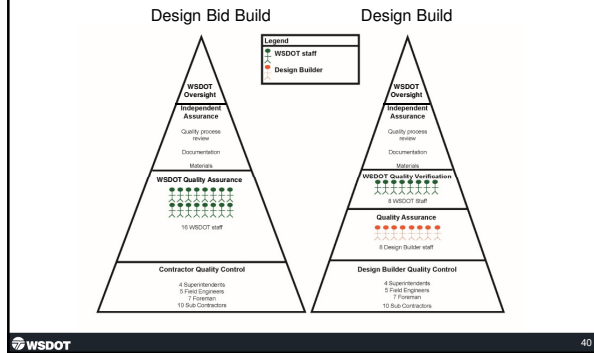 Design Bid Build
Design Build
Legend
WSDOT staff
Design Builder
WSDOT
Oversight
Independent
Assurance
Quality process
review
Documentation
Materials
WSDOT Quality Assurance
16 WSDOT staff
Contractor Quality Control
4 Superintendents
5 Field Engineers
7 Foreman
10 Sub Contractors
WSDOT
Oversight
Independent
Assurance
Quality process
review
Documentation
Materials
WSDOT Quality Verification
8 WSDOT Staff
Quality Assurance
8 Design Builder staff
Design Builder Quality Control
4 Superintendents
5 Field Engineers
7 Foreman
10 Sub Contractors
WSDOT
40